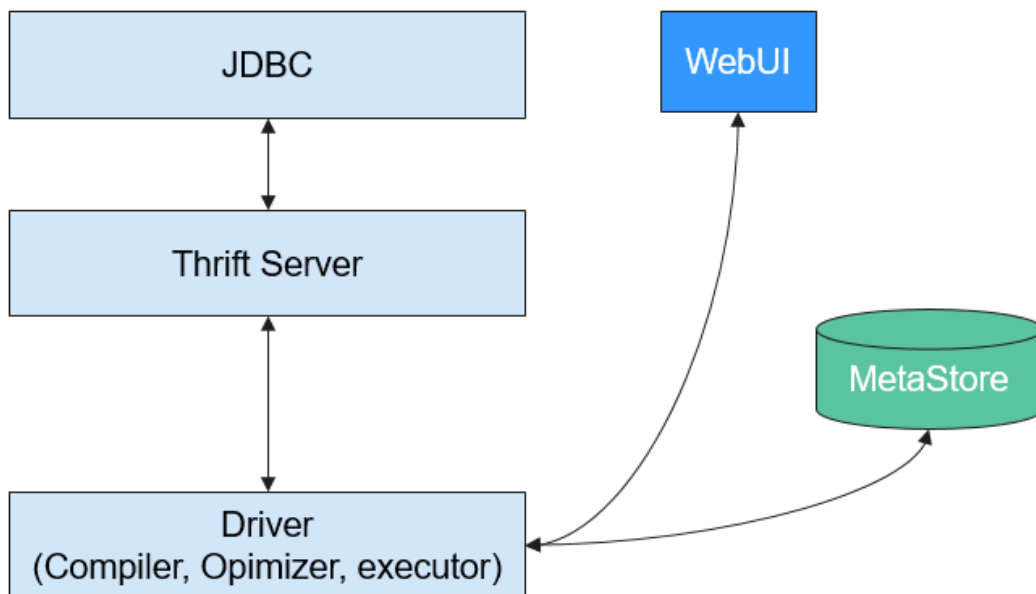 JDBC
WebUI
Thrift Server
MetaStore
Driver
(Compiler, Opimizer, executor)